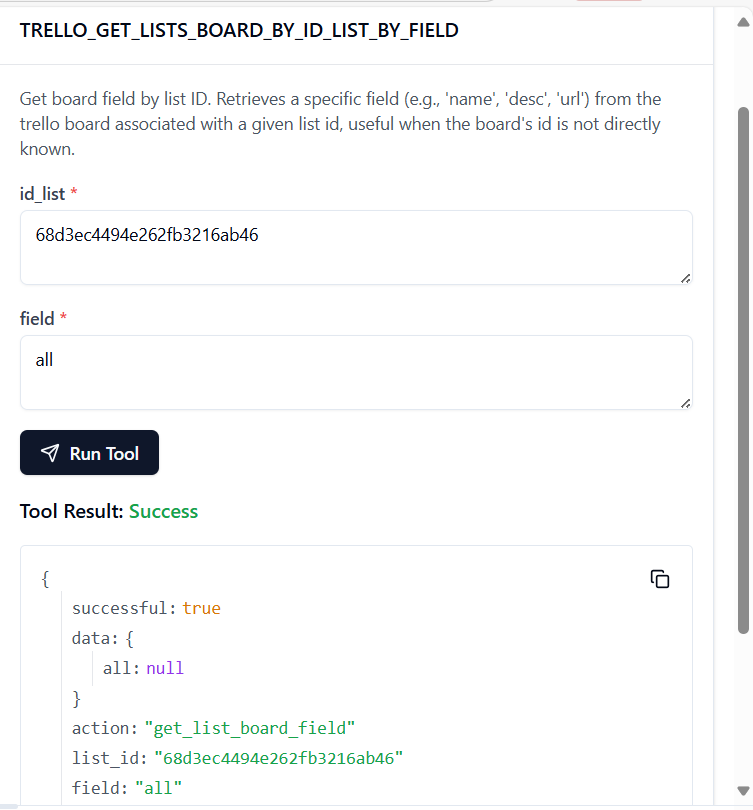 TRELLO_GET_LISTS_BOARD_BY_ID_LIST_BY_FIELD
Get board field by list ID. Retrieves a specific field (e.g., 'name', 'desc', 'url') from the
trello board associated with a given list id, useful when the board's id is not directly
known.
id_list *
68d3ec4494e262fb3216ab46
field *
all
Run Tool
Tool Result: Success
{
successful: true
data: {
all: null
}
action: "get_list_board_field"
list_id: "68d3ec4494e262fb3216ab46"
field: "all"